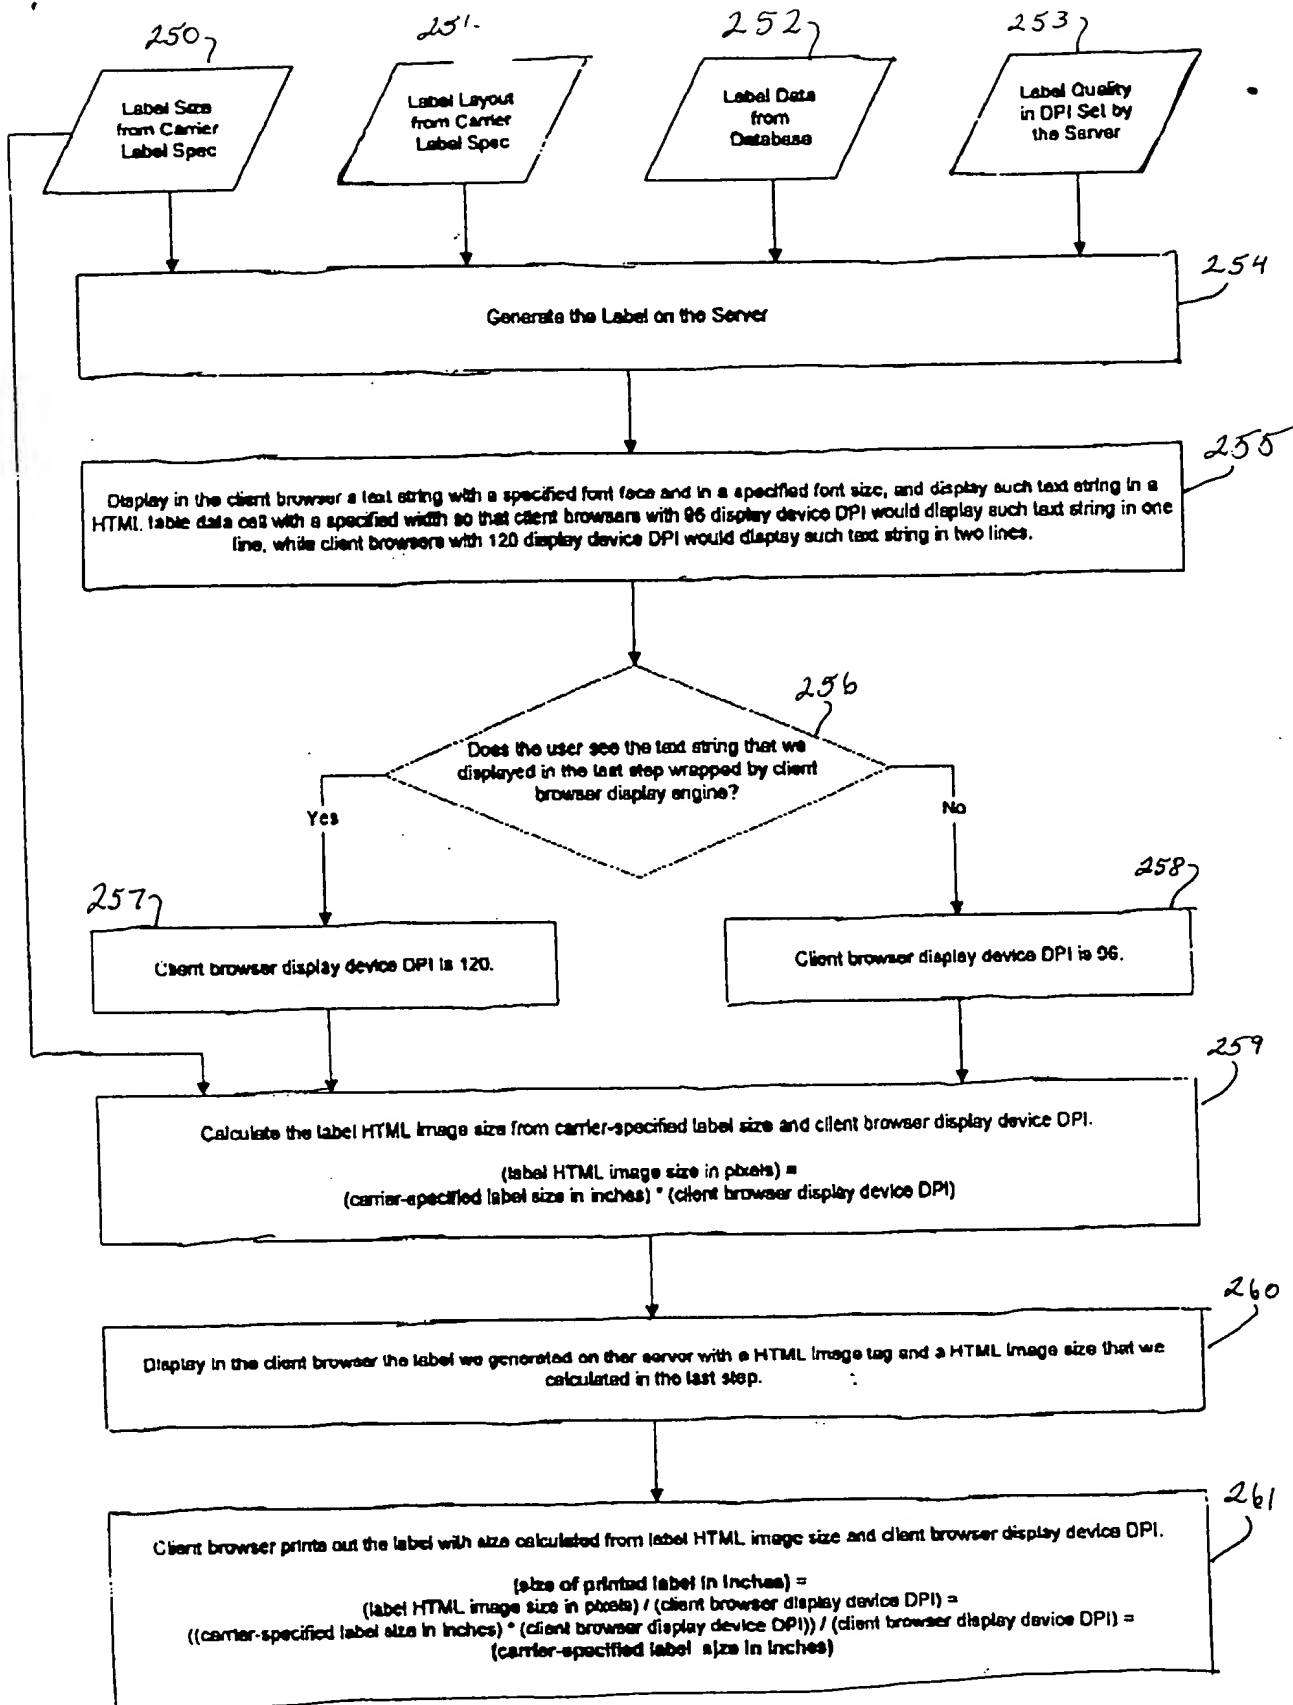 250
251
252
253
Label Size
from Carrier
Label Spec
Label Layout
from Carrier
Label Spec
Label Data
from
Database
Label Quality
in DPI Set by
the Server
254
Generate the Label on the Server
255
Display in the client browser a text string with a specified font face and in a specified font size, and display such text string in a
HTML table data cell with a specified width so that client browsers with 96 display device DPI would display such text string in one
line, while client browsers with 120 display device DPI would display such text string in two lines.
256
Does the user see the text string that we
displayed in the last step wrapped by client
browser display engine?
Yes
No
257
258
Client browser display device DPI is 120.
Client browser display device DPI is 96.
259
Calculate the label HTML image size from carrier-specified label size and client browser display device DPI.
(label HTML image size in pixels) =
(carrier-specified label size in inches) * (client browser display device DPI)
260
Display in the client browser the label we generated on ther server with a HTML image tag and a HTML image size that we
calculated in the last step.
261
Client browser prints out the label with size calculated from label HTML image size and client browser display device DPI.
(size of printed label in inches) =
(label HTML image size in pixels) / (client browser display device DPI) =
((carrier-specified label size in inches) * (client browser display device DPI)) / (client browser display device DPI) =
(carrier-specified label size in inches)